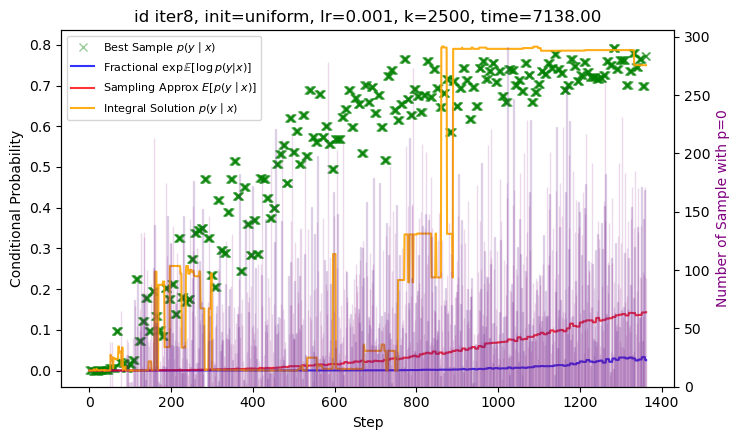 id iter8, init=uniform, lr=0.001, k=2500, time=7138.00
Best Sample p(y | x)
Fractional exp𝔼[log p(y|x)]
Sampling Approx E[p(y | x)]
Integral Solution p(y | x)
Conditional Probability
0.8
0.7
0.6
0.5
0.4
0.3
0.2
0.1
0.0
300
250
200
150
100
50
0
Number of Sample with p=0
0 200 400 600 800 1000 1200 1400
Step